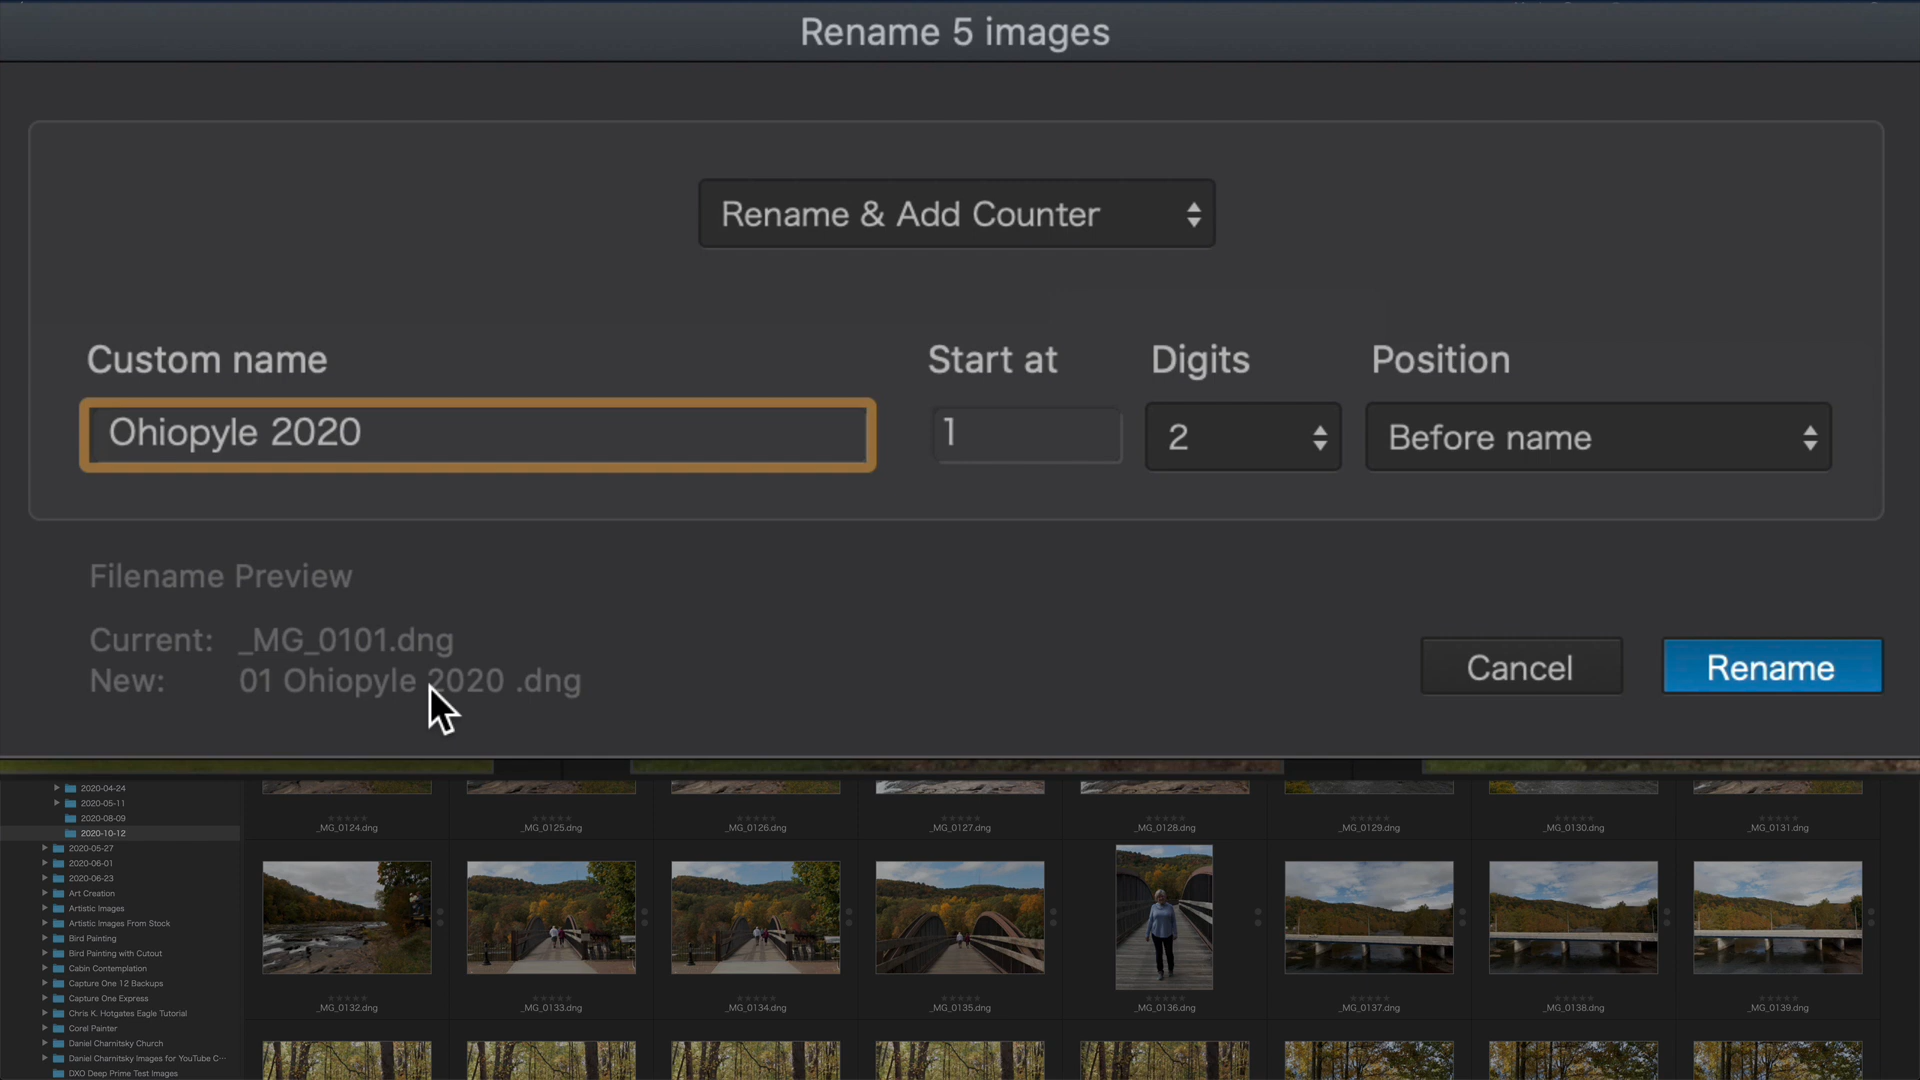 Rename 5 images
Rename & Add Counter
Custom name Start at Digits Position
Ohiopyle 2020 1 2 Before name
Filename Preview
Current: _MG_0101.dng
New: 01 Ohiopyle 2020 .dng
Cancel Rename
2020-04-24
2020-05-11
2020-08-09
2020-10-12
2020-05-27
2020-06-01
2020-06-23
Art Creation
Artistic Images
Artistic Images From Stock
Bird Painting
Bird Painting with Cutout
Cabin Contemplation
Capture One 12 Backups
Capture One Express
Chris K. Hotgates Eagle Tutorial
Corel Painter
Daniel Charnitsky Church
Daniel Charnitsky Images for YouTube C…
DXO Deep Prime Test Images
_MG_0124.dng _MG_0125.dng _MG_0126.dng _MG_0127.dng _MG_0128.dng _MG_0129.dng _MG_0130.dng _MG_0131.dng
_MG_0132.dng _MG_0133.dng _MG_0134.dng _MG_0135.dng _MG_0136.dng _MG_0137.dng _MG_0138.dng _MG_0139.dng